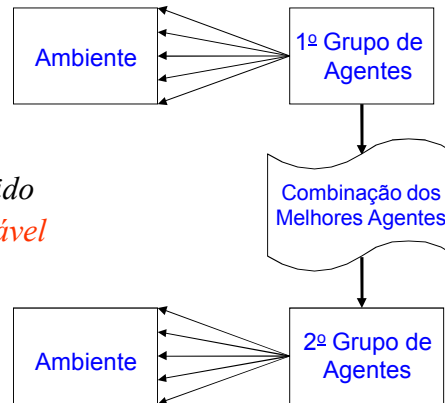 Ambiente
1º Grupo de
Agentes
ido
ável
Combinação dos
Melhores Agentes
Ambiente
2º Grupo de
Agentes